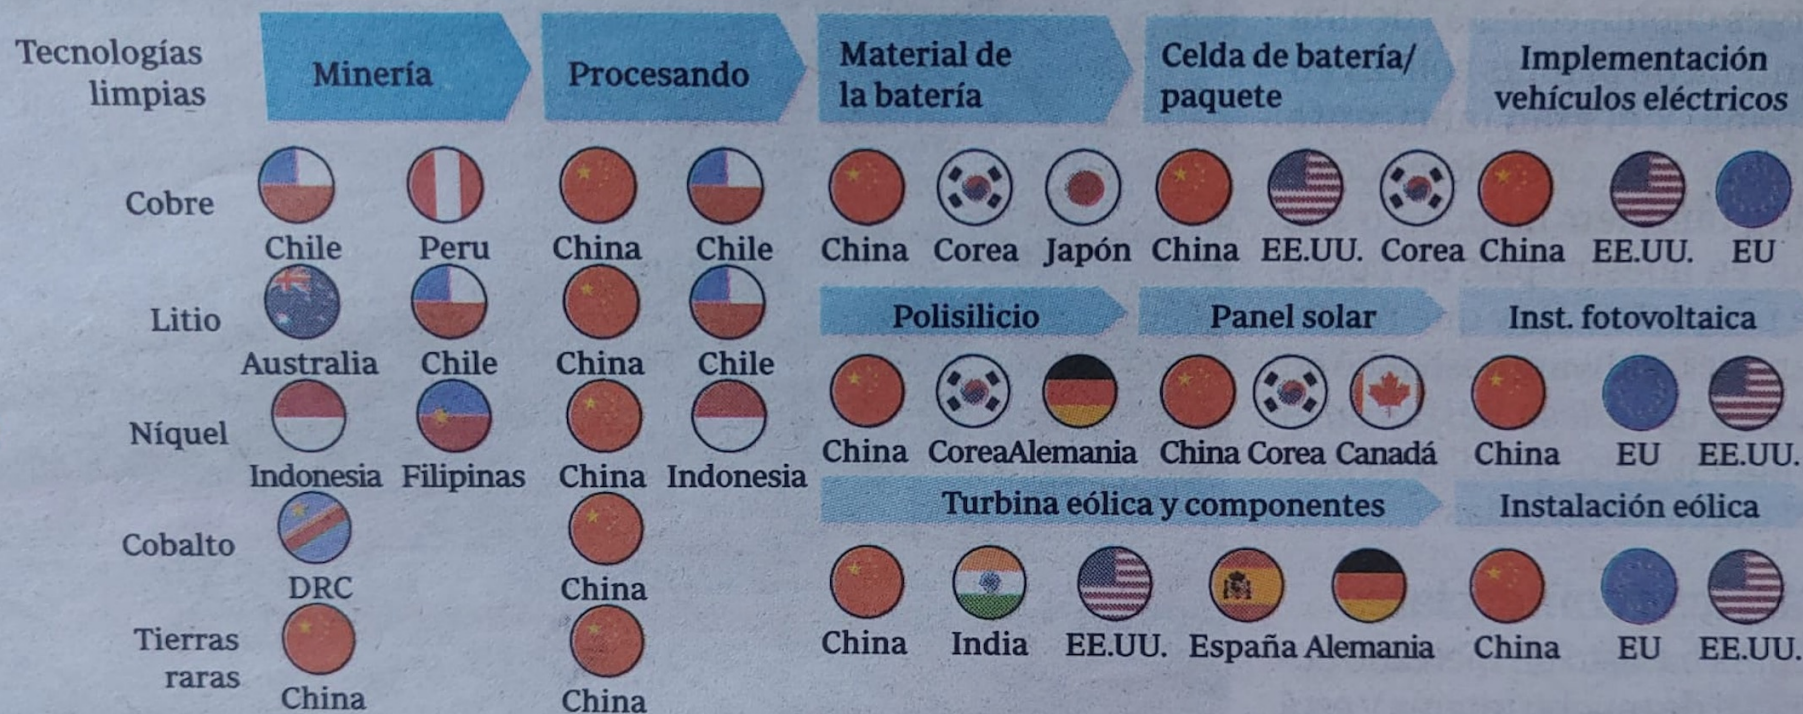 Tecnologías
limpias
Minería
Procesando
Material de
la batería
Celda de batería/
paquete
Implementación
vehículos eléctricos
Cobre
Chile Peru China Chile China Corea Japón China EE.UU. Corea China EE.UU. EU
Litio
Australia Chile China Chile
Polisilicio Panel solar Inst. fotovoltaica
Níquel
Indonesia Filipinas China Indonesia
China Corea Alemania China Corea Canadá China EU EE.UU.
Turbina eólica y componentes Instalación eólica
Cobalto
DRC China
China India EE.UU. España Alemania China EU EE.UU.
Tierras
raras
China China